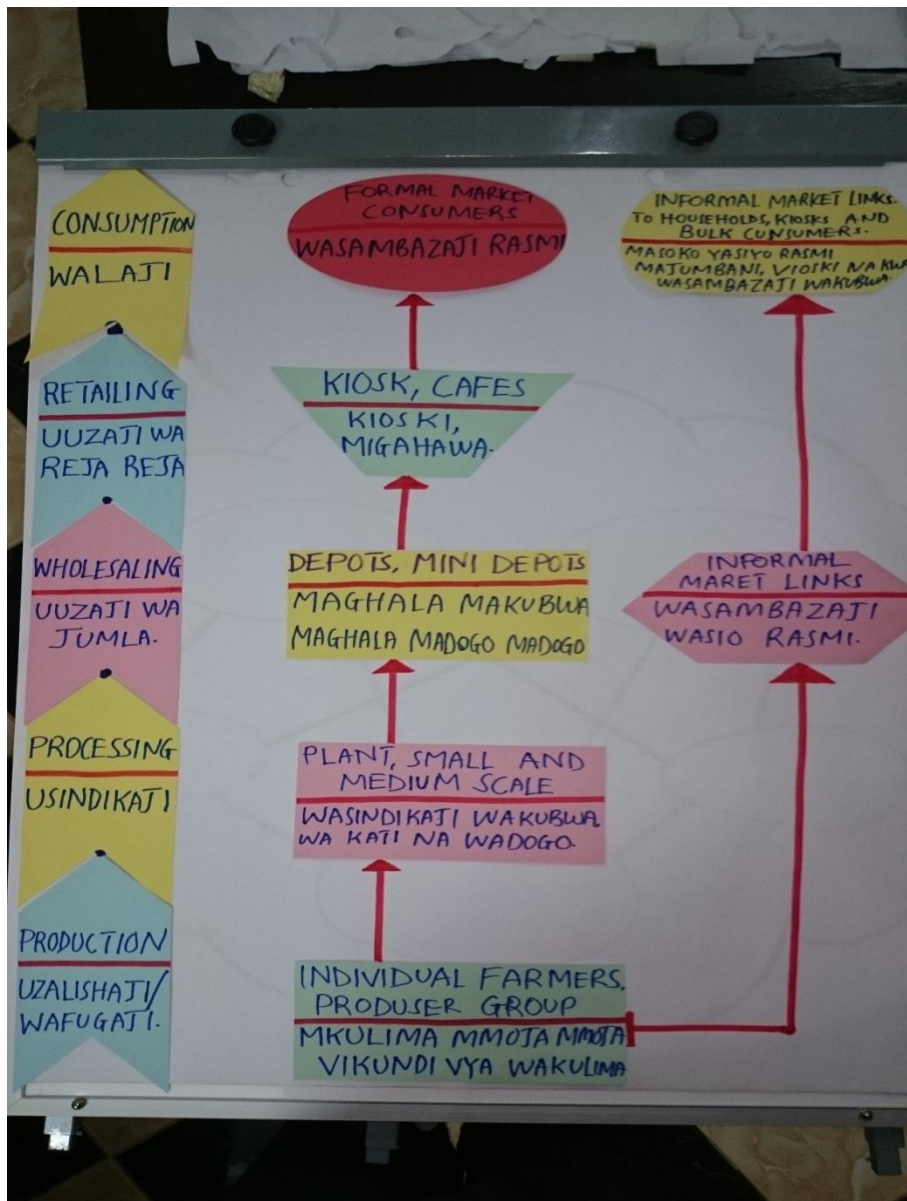 CONSUMPTION
WALAJI
RETAILING
UUZAJI WA
REJA REJA
WHOLESALING
UUZAJI WA
JUMLA.
PROCESSING
USINDIKAJI
PRODUCTION
UZALISHAJI/
WAFUGAJI.
FORMAL MARKET
CONSUMERS
WASAMBAZAJI RASMI
KIOSK, CAFES
KIOSKI,
MIGAHAWA.
DEPOTS, MINI DEPOTS
MAGHALA MAKUBWA
MAGHALA MADOGO MADOGO
PLANT, SMALL AND
MEDIUM SCALE
WASINDIKAJI WAKUBWA
WA KATI NA WADOGO.
INDIVIDUAL FARMERS,
PRODUSER GROUP
MKULIMA MMOJA MMOJA
VIKUNDI VYA WAKULIMA
INFORMAL MARKET LINKS.
TO HOUSEHOLDS, KIOSKS AND
BULK CUNSUMERS.
MASOKO YASIYO RASMI
MAJUMBANI, VIOSKI NA KWA
WASAMBAZAJI WAKUBWA.
INFORMAL
MARET LINKS
WASAMBAZAJI
WASIO RASMI.